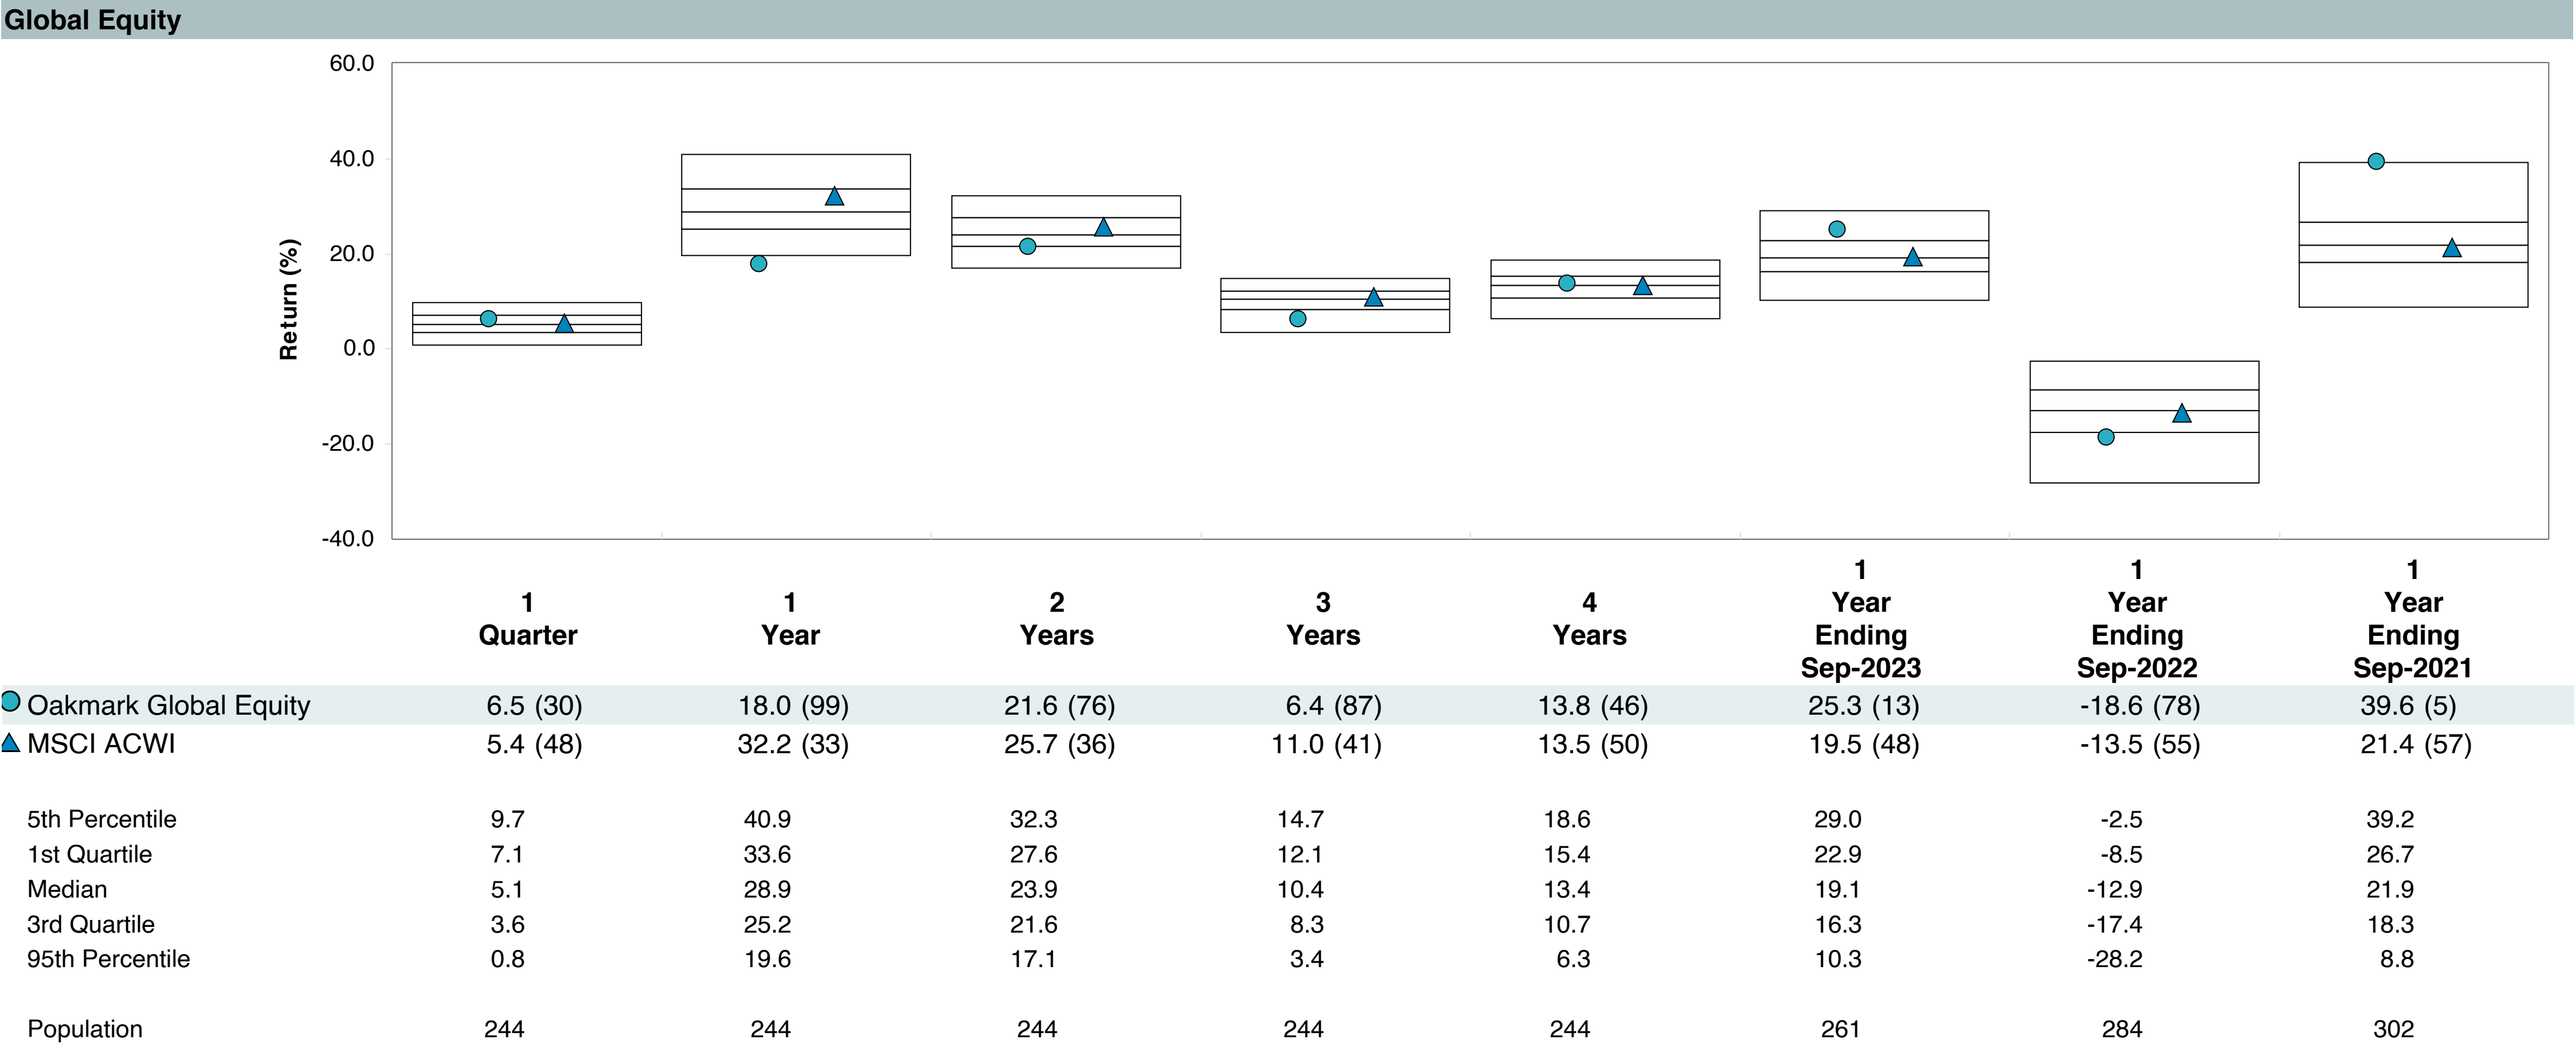 Global Equity
60.0
40.0
20.0
0.0
-20.0
-40.0
Return (%)
1 Quarter
1 Year
2 Years
3 Years
4 Years
1 Year Ending Sep-2023
1 Year Ending Sep-2022
1 Year Ending Sep-2021
Oakmark Global Equity 6.5 (30) 18.0 (99) 21.6 (76) 6.4 (87) 13.8 (46) 25.3 (13) -18.6 (78) 39.6 (5)
MSCI ACWI 5.4 (48) 32.2 (33) 25.7 (36) 11.0 (41) 13.5 (50) 19.5 (48) -13.5 (55) 21.4 (57)
5th Percentile 9.7 40.9 32.3 14.7 18.6 29.0 -2.5 39.2
1st Quartile 7.1 33.6 27.6 12.1 15.4 22.9 -8.5 26.7
Median 5.1 28.9 23.9 10.4 13.4 19.1 -12.9 21.9
3rd Quartile 3.6 25.2 21.6 8.3 10.7 16.3 -17.4 18.3
95th Percentile 0.8 19.6 17.1 3.4 6.3 10.3 -28.2 8.8
Population 244 244 244 244 244 261 284 302